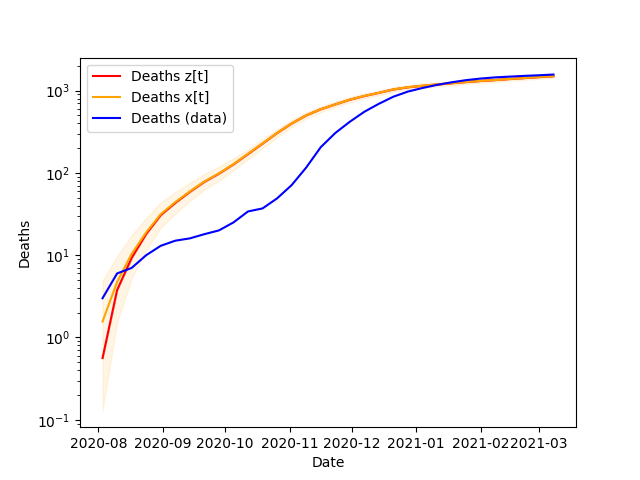 Deaths z[t]
Deaths x[t]
Deaths (data)
Deaths
10³
10²
10¹
10⁰
10⁻¹
2020-08 2020-09 2020-10 2020-11 2020-12 2021-01 2021-02 2021-03
Date